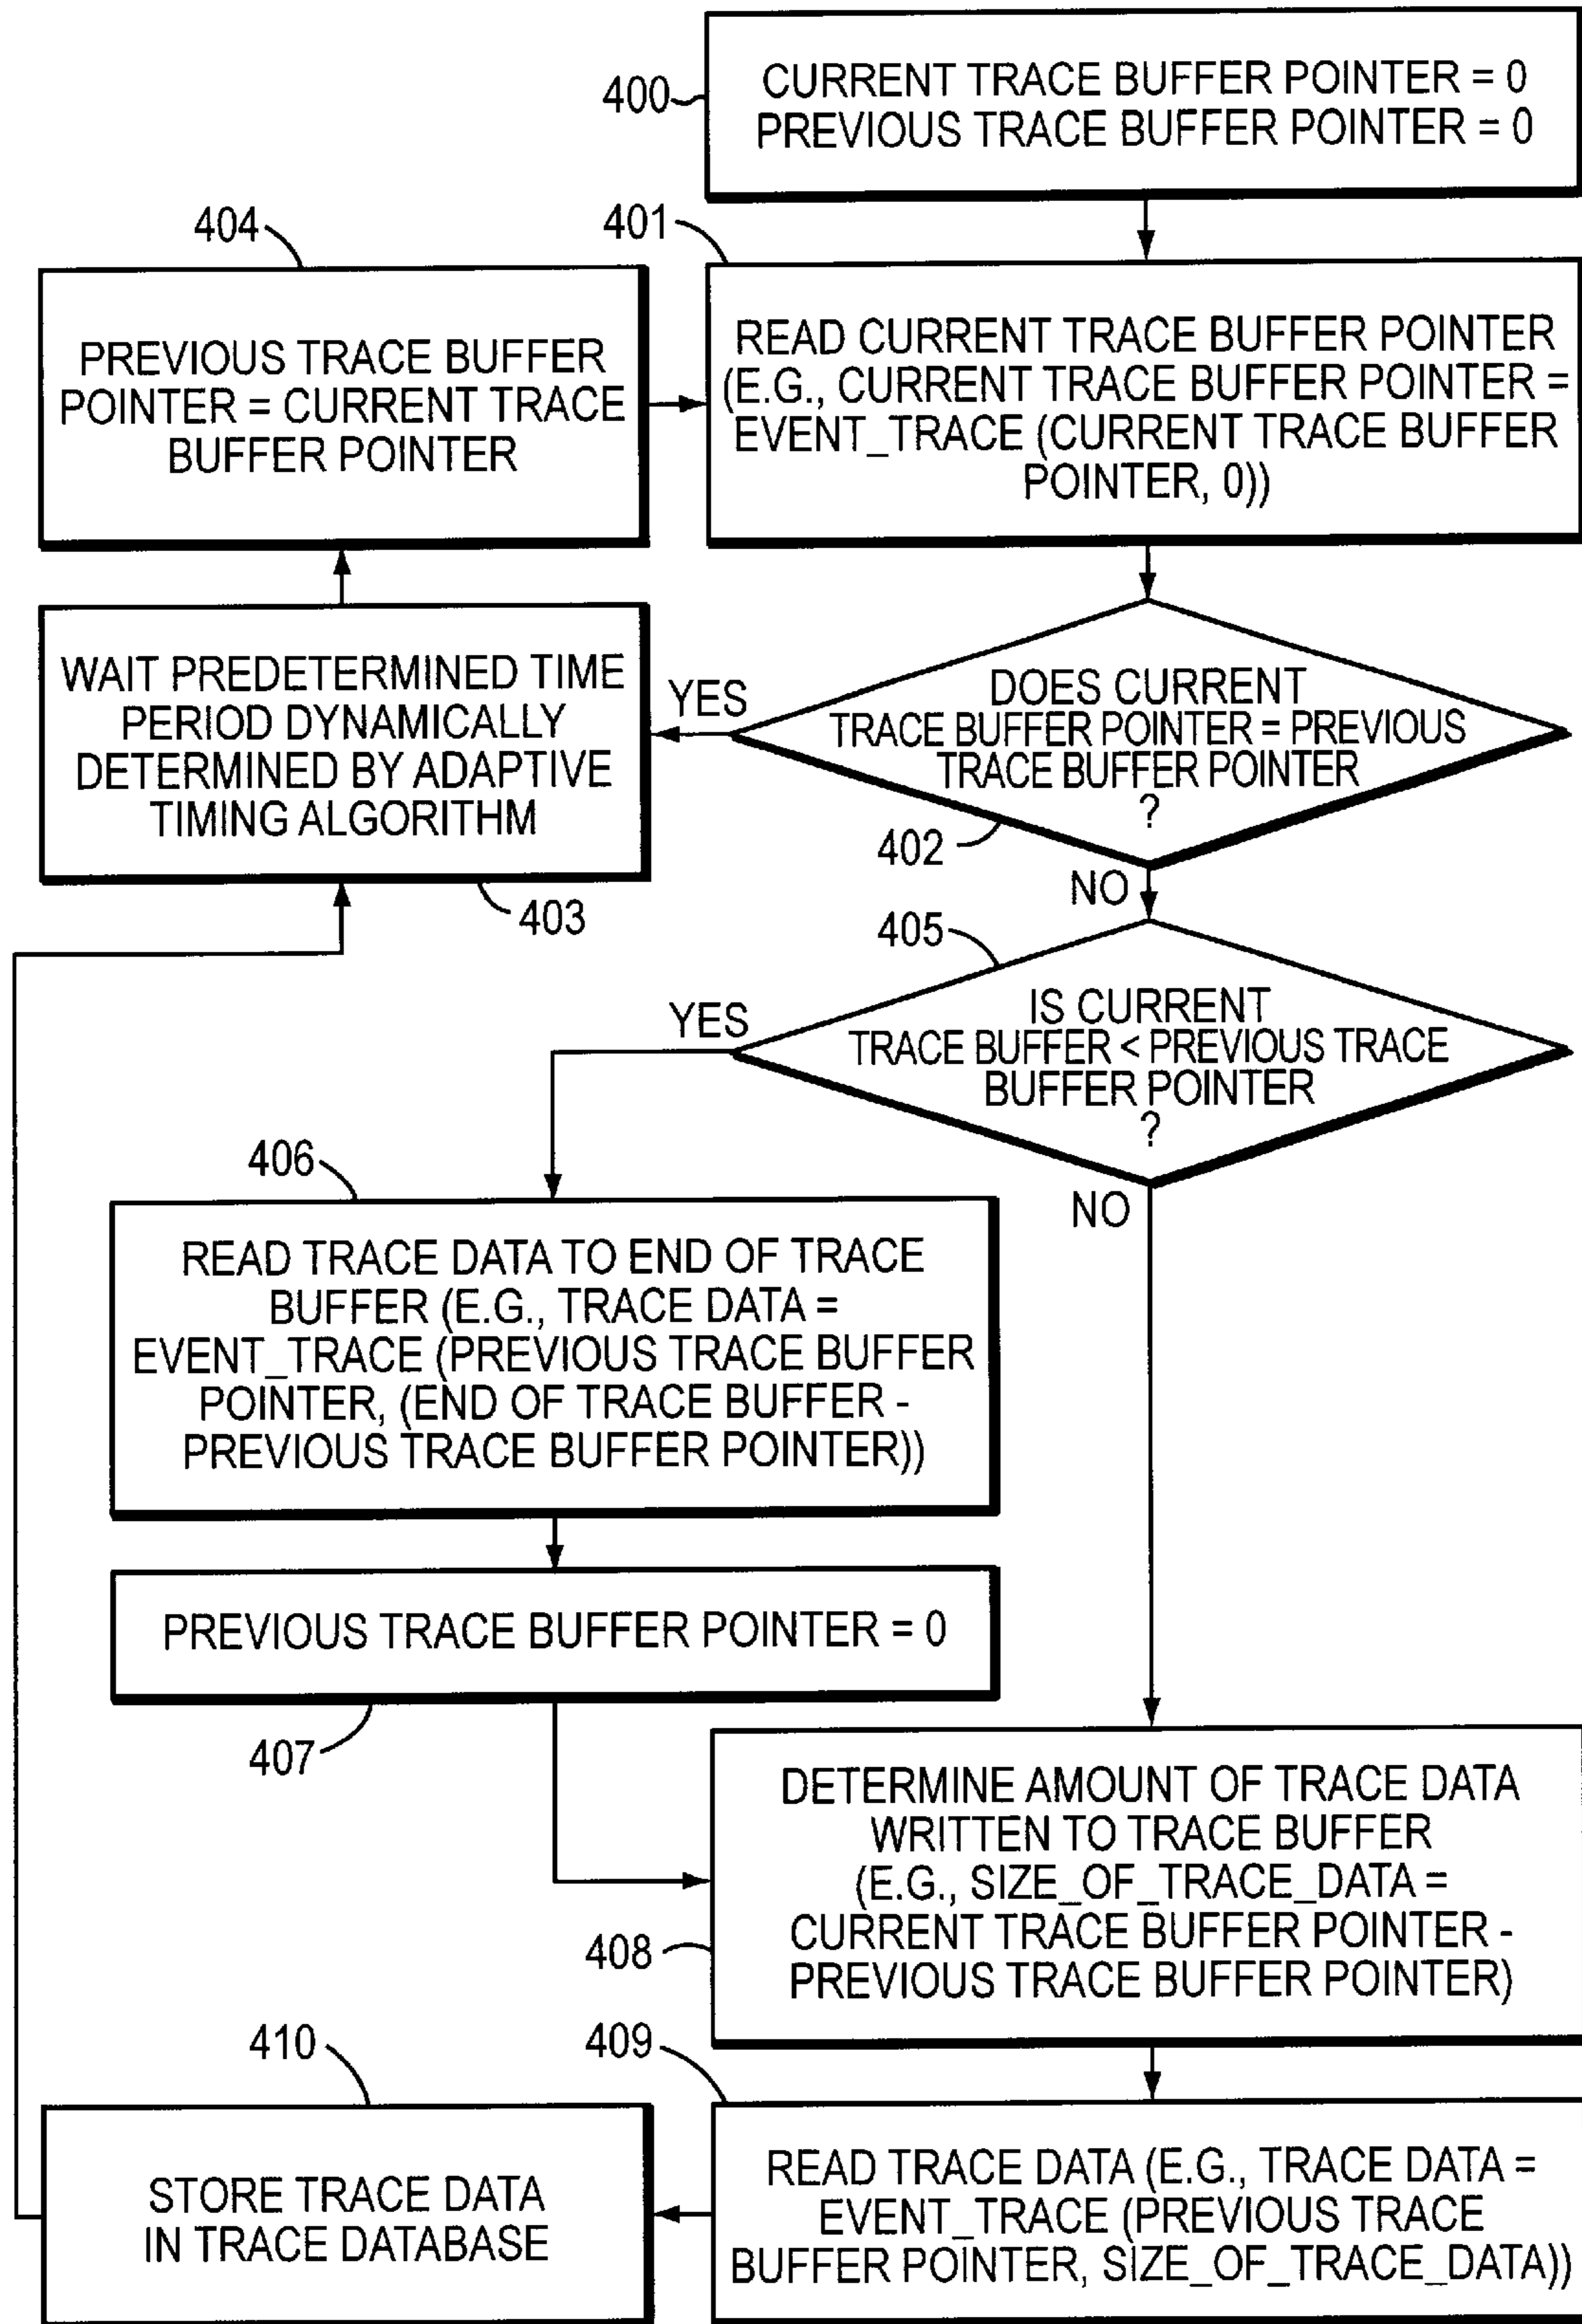 400
CURRENT TRACE BUFFER POINTER = 0
PREVIOUS TRACE BUFFER POINTER = 0
404
401
PREVIOUS TRACE BUFFER
POINTER = CURRENT TRACE
BUFFER POINTER
READ CURRENT TRACE BUFFER POINTER
(E.G., CURRENT TRACE BUFFER POINTER =
EVENT_TRACE (CURRENT TRACE BUFFER
POINTER, 0))
WAIT PREDETERMINED TIME
PERIOD DYNAMICALLY
DETERMINED BY ADAPTIVE
TIMING ALGORITHM
403
YES
DOES CURRENT
TRACE BUFFER POINTER = PREVIOUS
TRACE BUFFER POINTER
?
402
NO
405
YES
IS CURRENT
TRACE BUFFER < PREVIOUS TRACE
BUFFER POINTER
?
NO
406
READ TRACE DATA TO END OF TRACE
BUFFER (E.G., TRACE DATA =
EVENT_TRACE (PREVIOUS TRACE BUFFER
POINTER, (END OF TRACE BUFFER -
PREVIOUS TRACE BUFFER POINTER))
PREVIOUS TRACE BUFFER POINTER = 0
407
DETERMINE AMOUNT OF TRACE DATA
WRITTEN TO TRACE BUFFER
(E.G., SIZE_OF_TRACE_DATA =
CURRENT TRACE BUFFER POINTER -
PREVIOUS TRACE BUFFER POINTER)
408
410
409
STORE TRACE DATA
IN TRACE DATABASE
READ TRACE DATA (E.G., TRACE DATA =
EVENT_TRACE (PREVIOUS TRACE
BUFFER POINTER, SIZE_OF_TRACE_DATA))